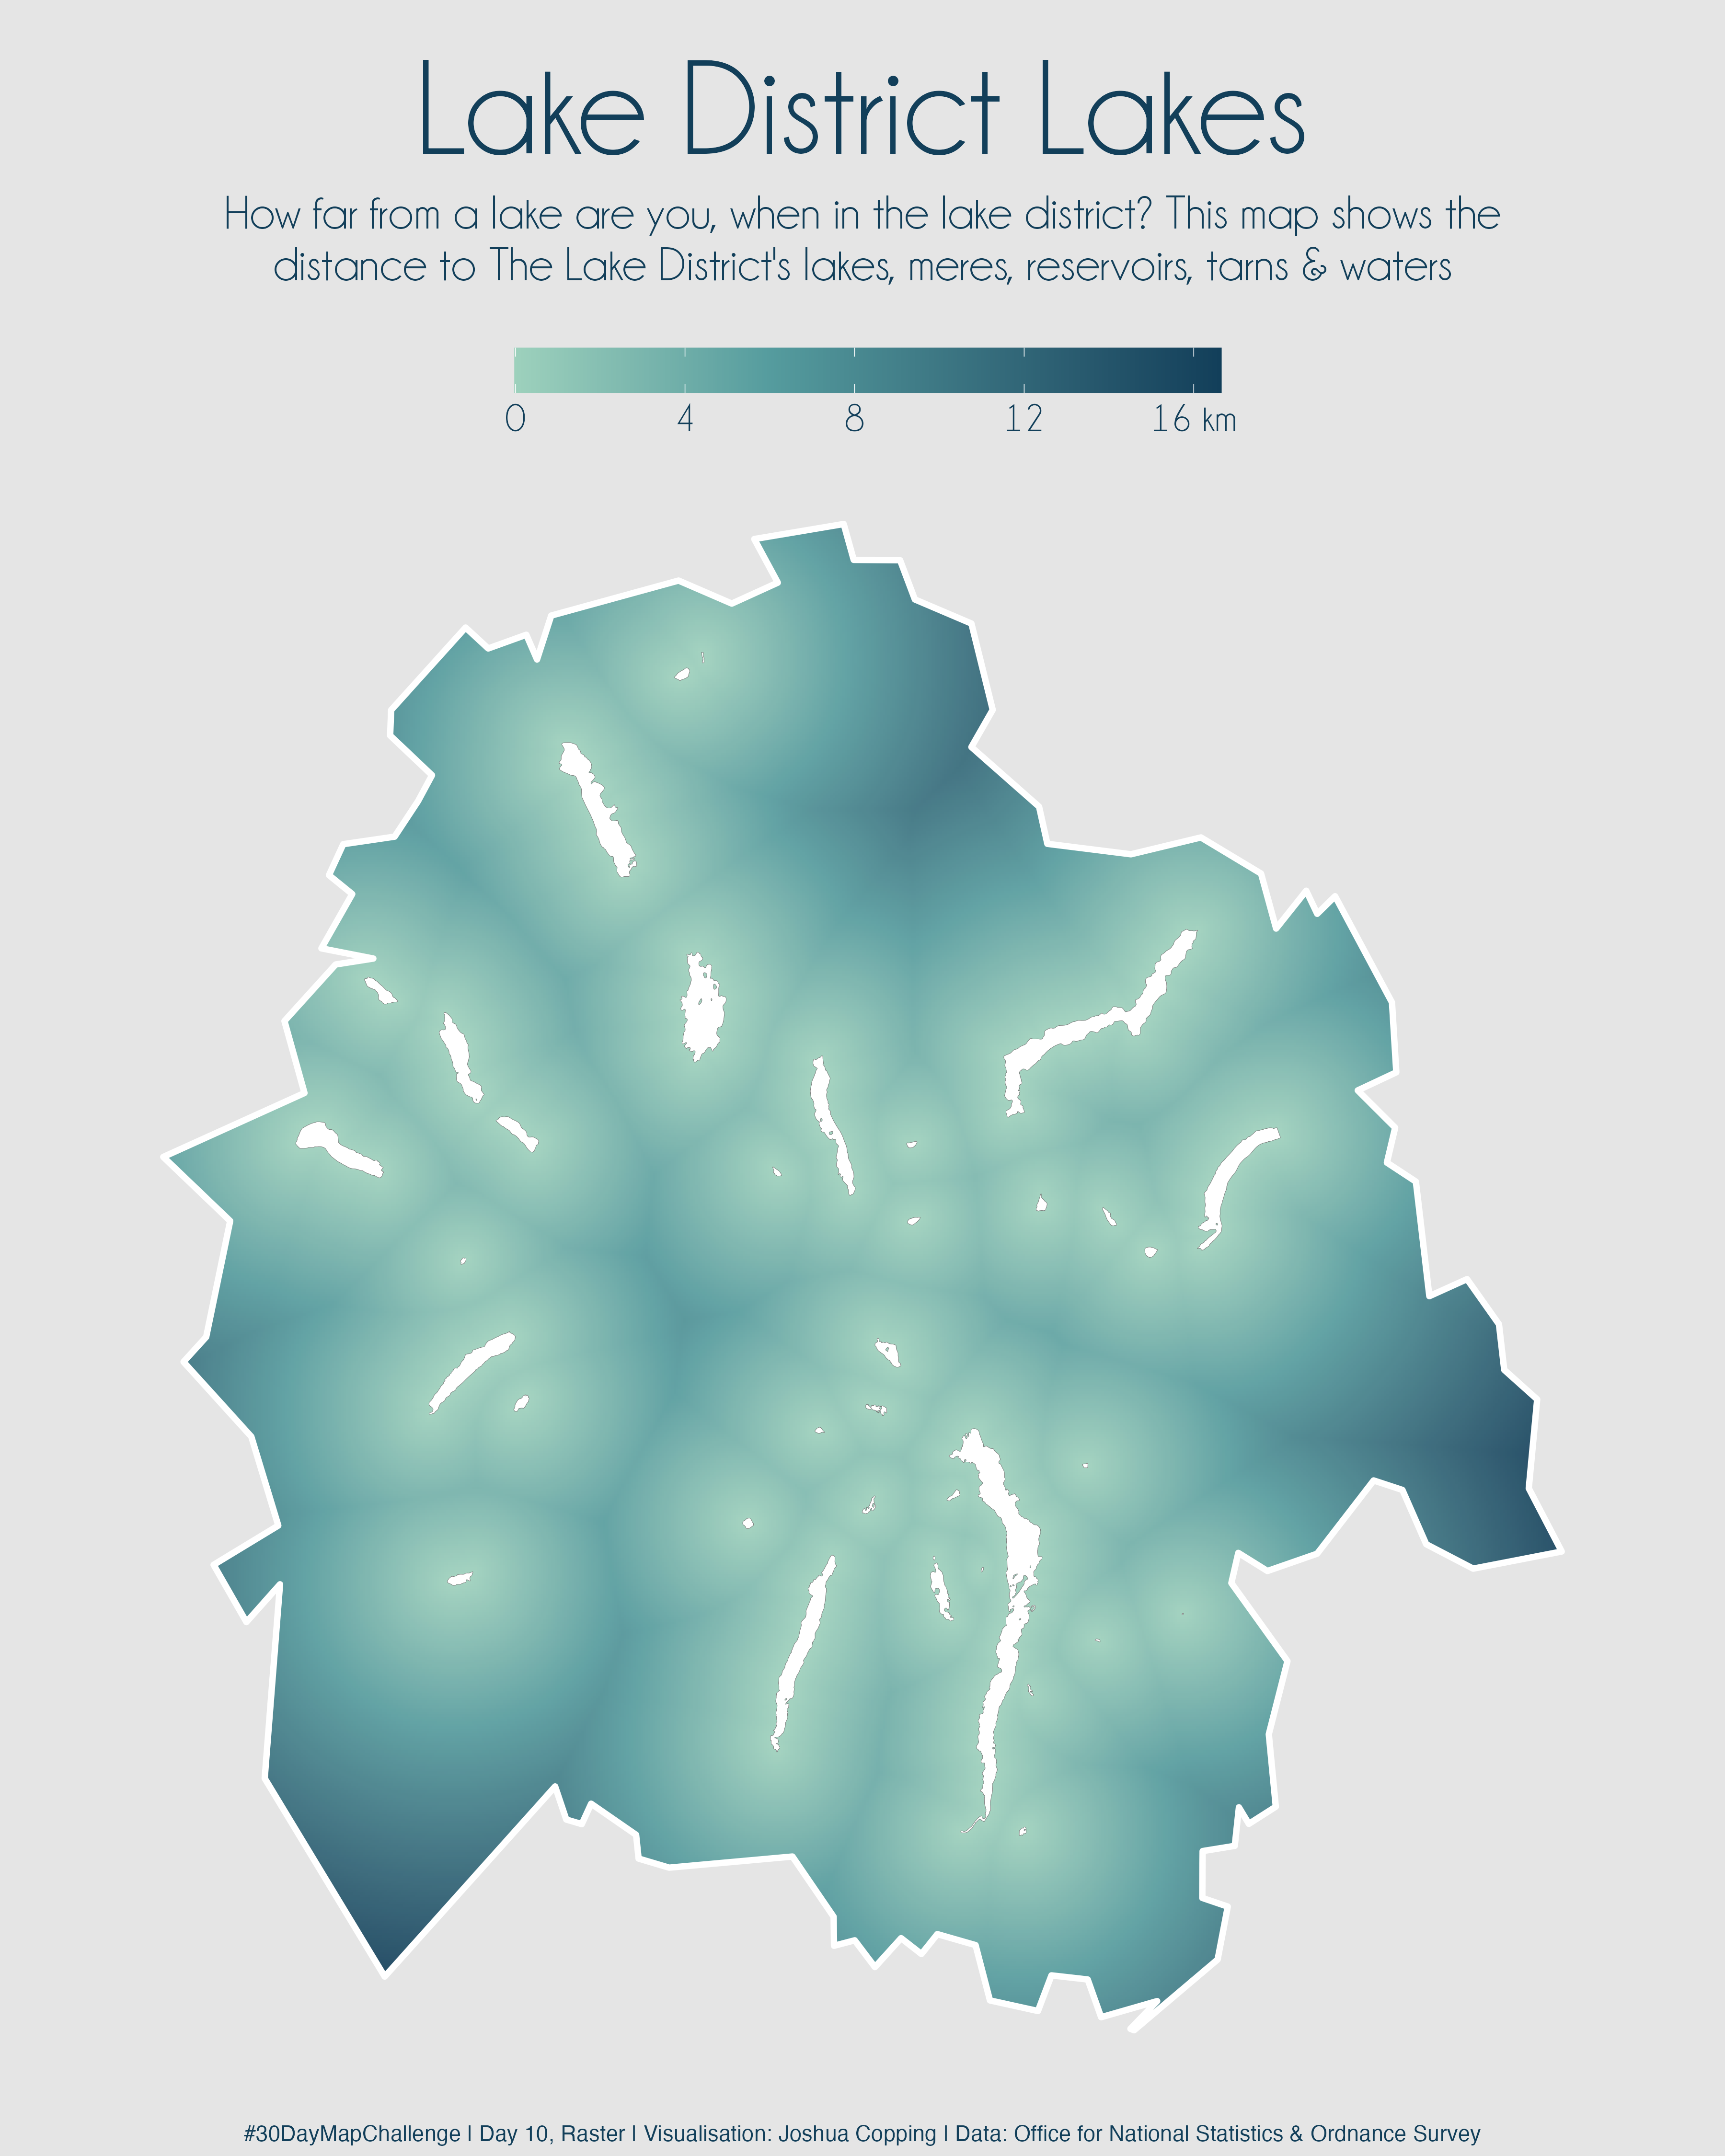 Lake District Lakes
How far from a lake are you, when in the lake district? This map shows the
distance to The Lake District's lakes, meres, reservoirs, tarns & waters
0 4 8 12 16 km
#30DayMapChallenge | Day 10, Raster | Visualisation: Joshua Copping | Data: Office for National Statistics & Ordnance Survey